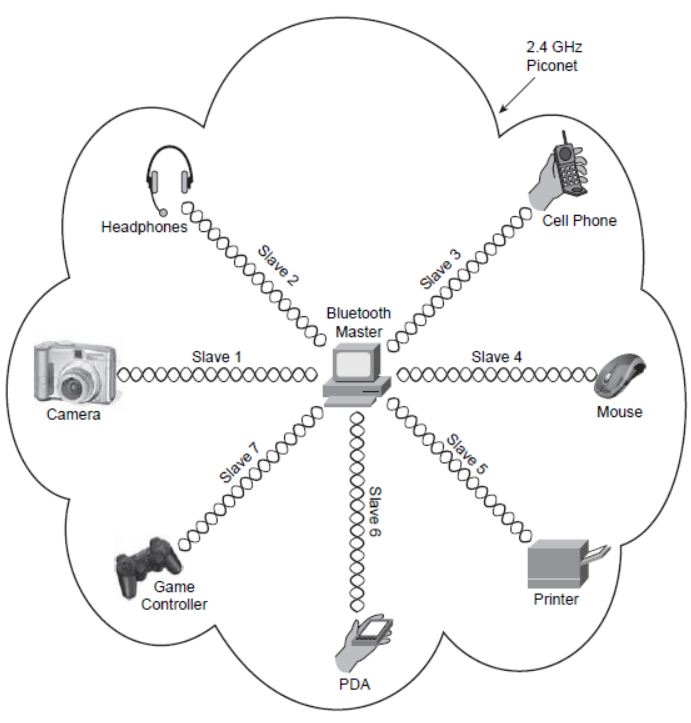 2.4 GHz
Piconet
Headphones
Cell Phone
Slave 2
Slave 3
Bluetooth
Master
Slave 1
Slave 4
Camera
Mouse
Slave 7
Slave 5
Slave 6
Game
Controller
Printer
PDA